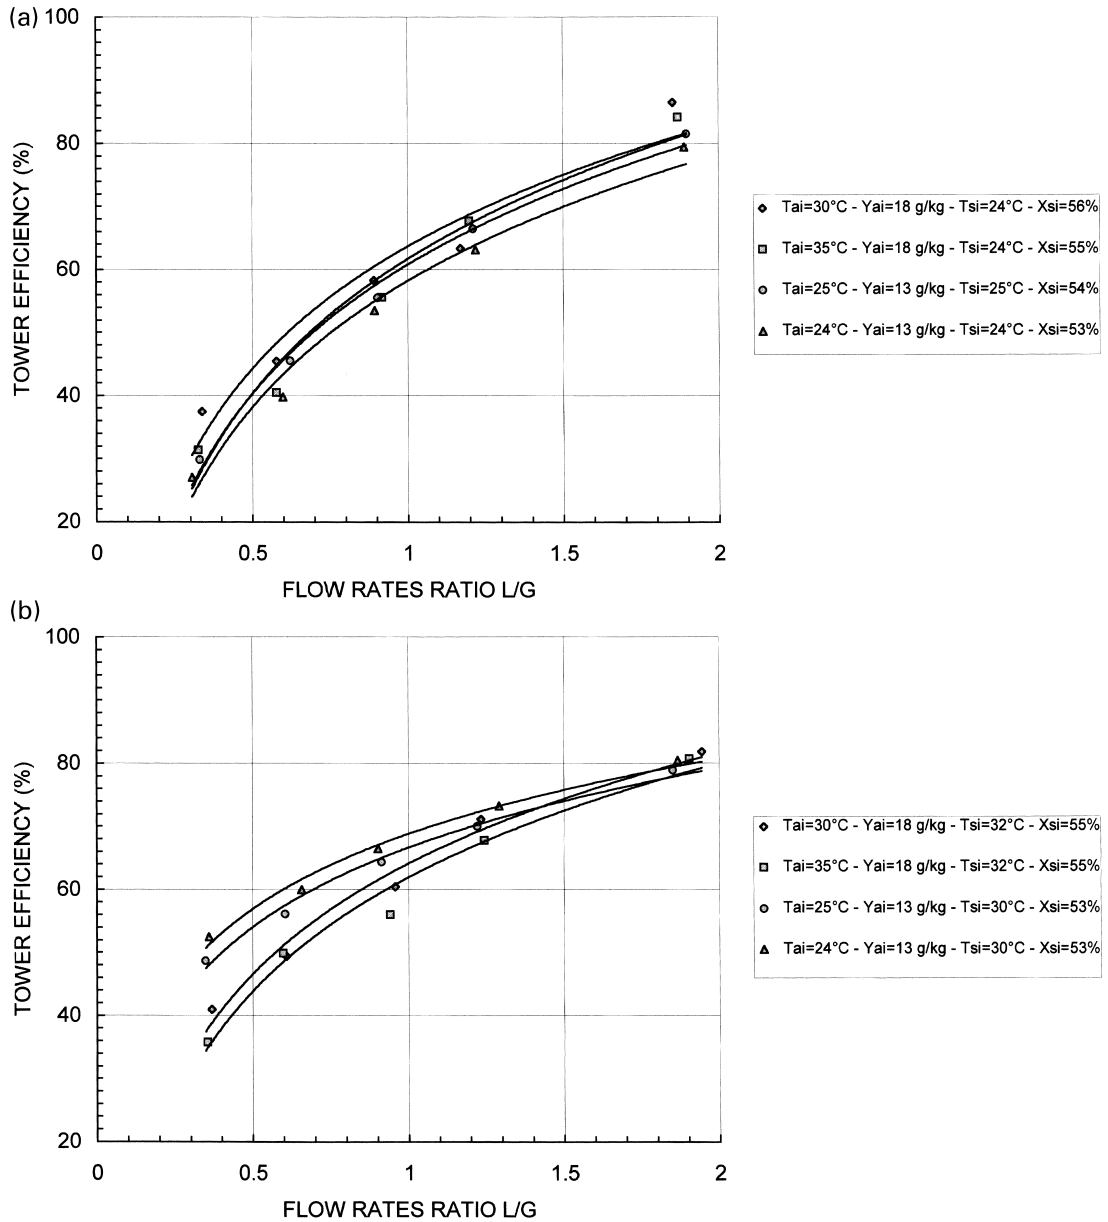 (a)
100
80
60
40
20
0 0.5 1 1.5 2
TOWER EFFICIENCY (%)
FLOW RATES RATIO L/G
Tai=30°C - Yai=18 g/kg - Tsi=24°C - Xsi=56%
Tai=35°C - Yai=18 g/kg - Tsi=24°C - Xsi=55%
Tai=25°C - Yai=13 g/kg - Tsi=25°C - Xsi=54%
Tai=24°C - Yai=13 g/kg - Tsi=24°C - Xsi=53%
(b)
100
80
60
40
20
0 0.5 1 1.5 2
TOWER EFFICIENCY (%)
FLOW RATES RATIO L/G
Tai=30°C - Yai=18 g/kg - Tsi=32°C - Xsi=55%
Tai=35°C - Yai=18 g/kg - Tsi=32°C - Xsi=55%
Tai=25°C - Yai=13 g/kg - Tsi=30°C - Xsi=53%
Tai=24°C - Yai=13 g/kg - Tsi=30°C - Xsi=53%